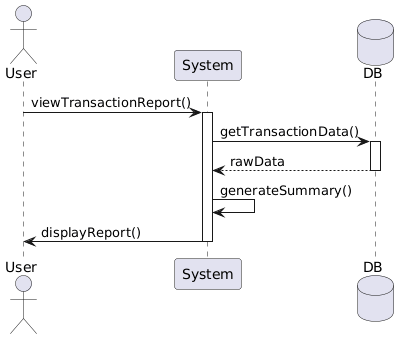 User
System
DB
viewTransactionReport()
getTransactionData()
rawData
generateSummary()
displayReport()
User
System
DB